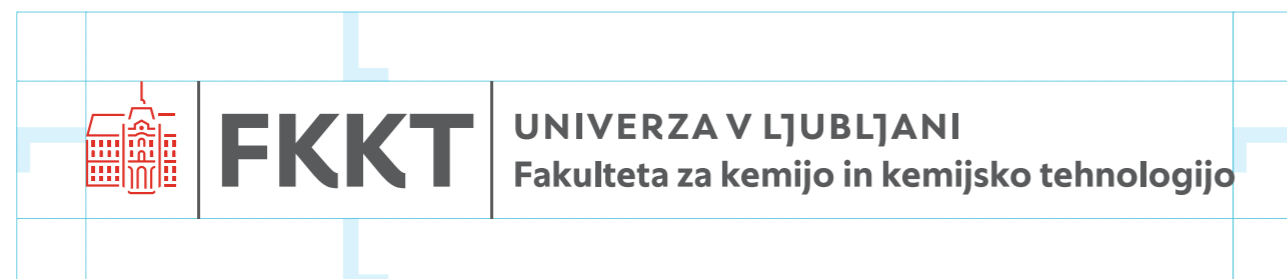 FKKT
UNIVERZA V LJUBLJANI
Fakulteta za kemijo in kemijsko tehnologijo